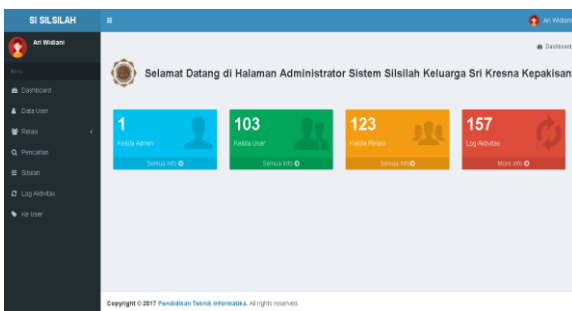 SI SILSILAH
Ari Widiani
Ari Widiani
Menu
Dashboard
Data User
Relasi
Pencarian
Silsilah
Log Aktivitas
Ke User
Dashboard
Selamat Datang di Halaman Administrator Sistem Silsilah Keluarga Sri Kresna Kepakisan
1
Kelola Admin
Semua info
103
Kelola User
Semua info
123
Kelola Relasi
Semua info
157
Log Aktivitas
More info
Copyright © 2017 Pendidikan Teknik Informatika. All rights reserved.